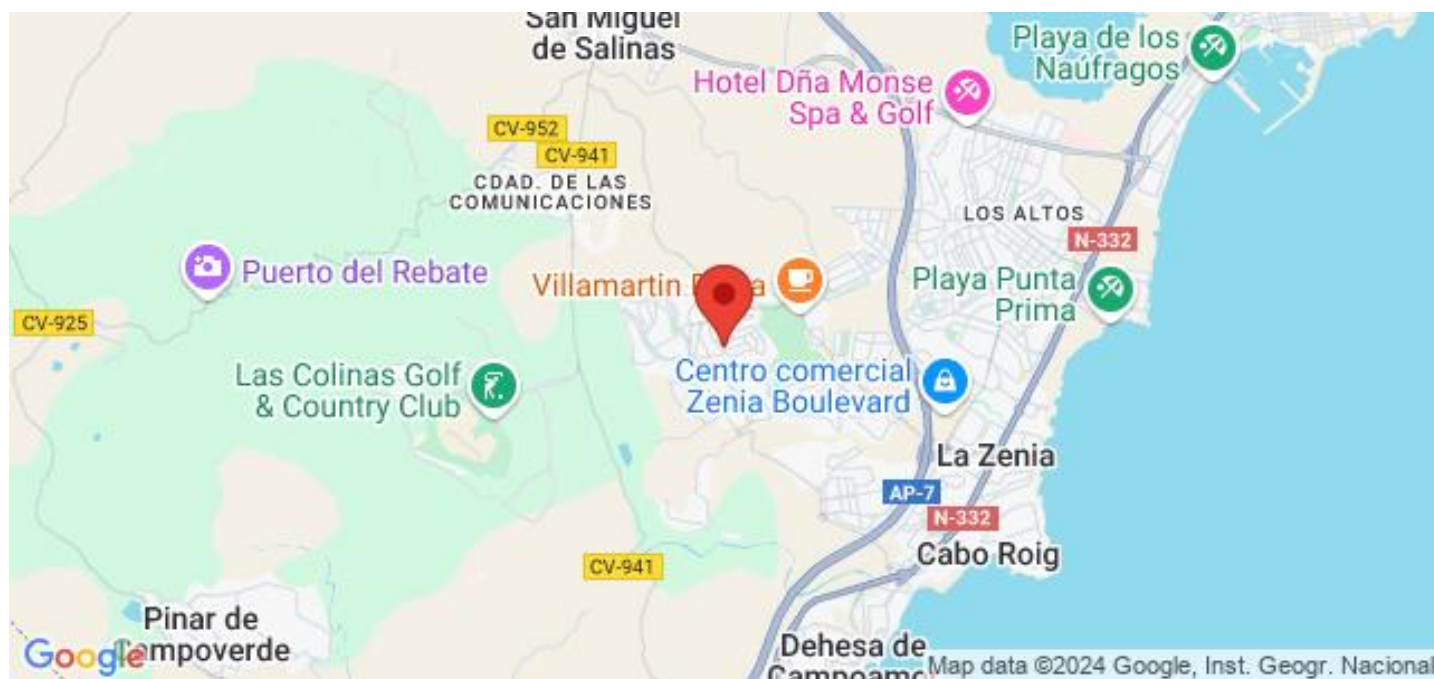 San Miguel
de Salinas
Playa de los
Naúfragos
Hotel Dña Monse
Spa & Golf
CV-952
CV-941
CDAD. DE LAS
COMUNICACIONES
LOS ALTOS
N-332
Puerto del Rebate
Villamartin
Playa Punta
Prima
CV-925
Las Colinas Golf
& Country Club
Centro comercial
Zenia Boulevard
La Zenia
AP-7
N-332
Cabo Roig
CV-941
Pinar de
Campoverde
Dehesa de
Campoamor
Google
Map data ©2024 Google, Inst. Geogr. Nacional